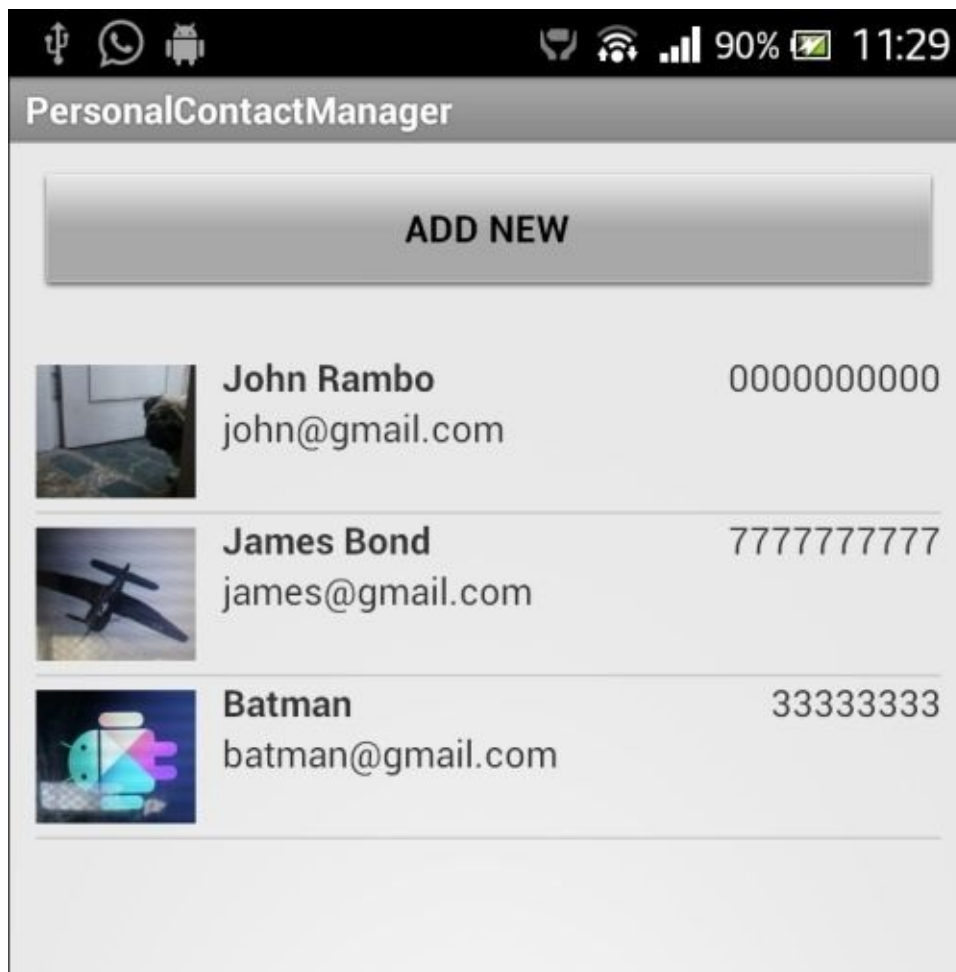 90% 11:29
PersonalContactManager
ADD NEW
John Rambo 0000000000
john@gmail.com
James Bond 7777777777
james@gmail.com
Batman 33333333
batman@gmail.com